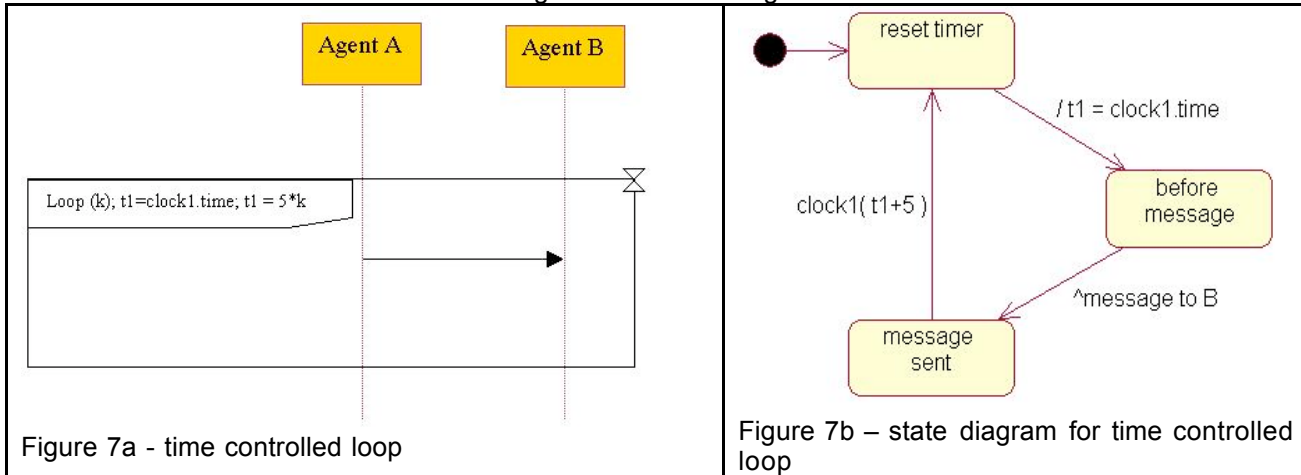 Agent A
Agent B
Loop (k); t1=clock1.time; t1 = 5*k
Figure 7a - time controlled loop
reset timer
/ t1 = clock1.time
before
message
clock1( t1+5 )
^message to B
message
sent
Figure 7b – state diagram for time controlled
loop